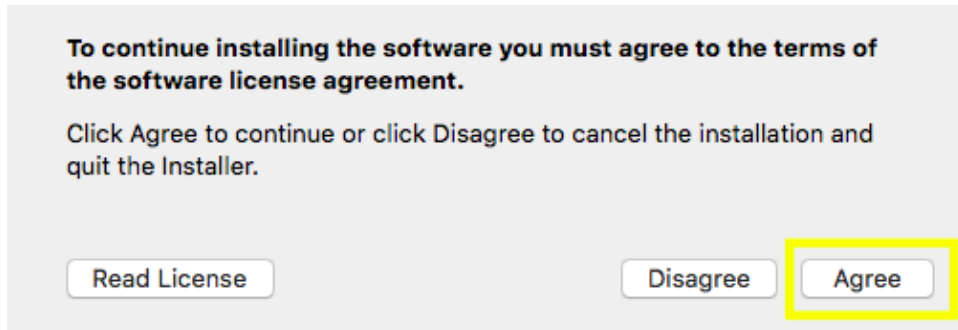 To continue installing the software you must agree to the terms of
the software license agreement.
Click Agree to continue or click Disagree to cancel the installation and
quit the Installer.
Read License
Disagree
Agree